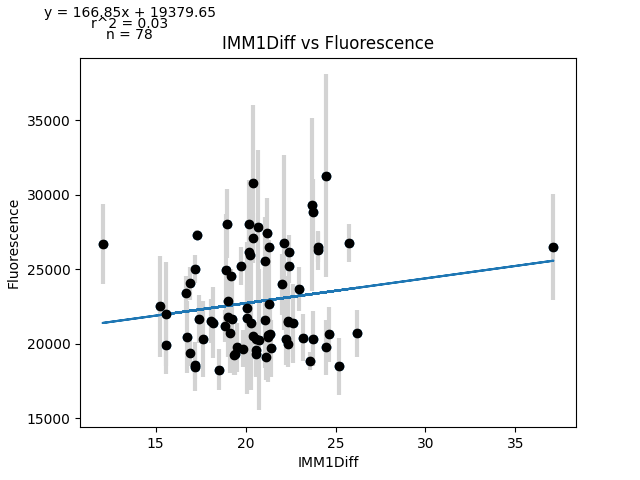 y = 166.85x + 19379.65
r^2 = 0.03
n = 78
IMM1Diff vs Fluorescence
Fluorescence
35000
30000
25000
20000
15000
15 20 25 30 35
IMM1Diff